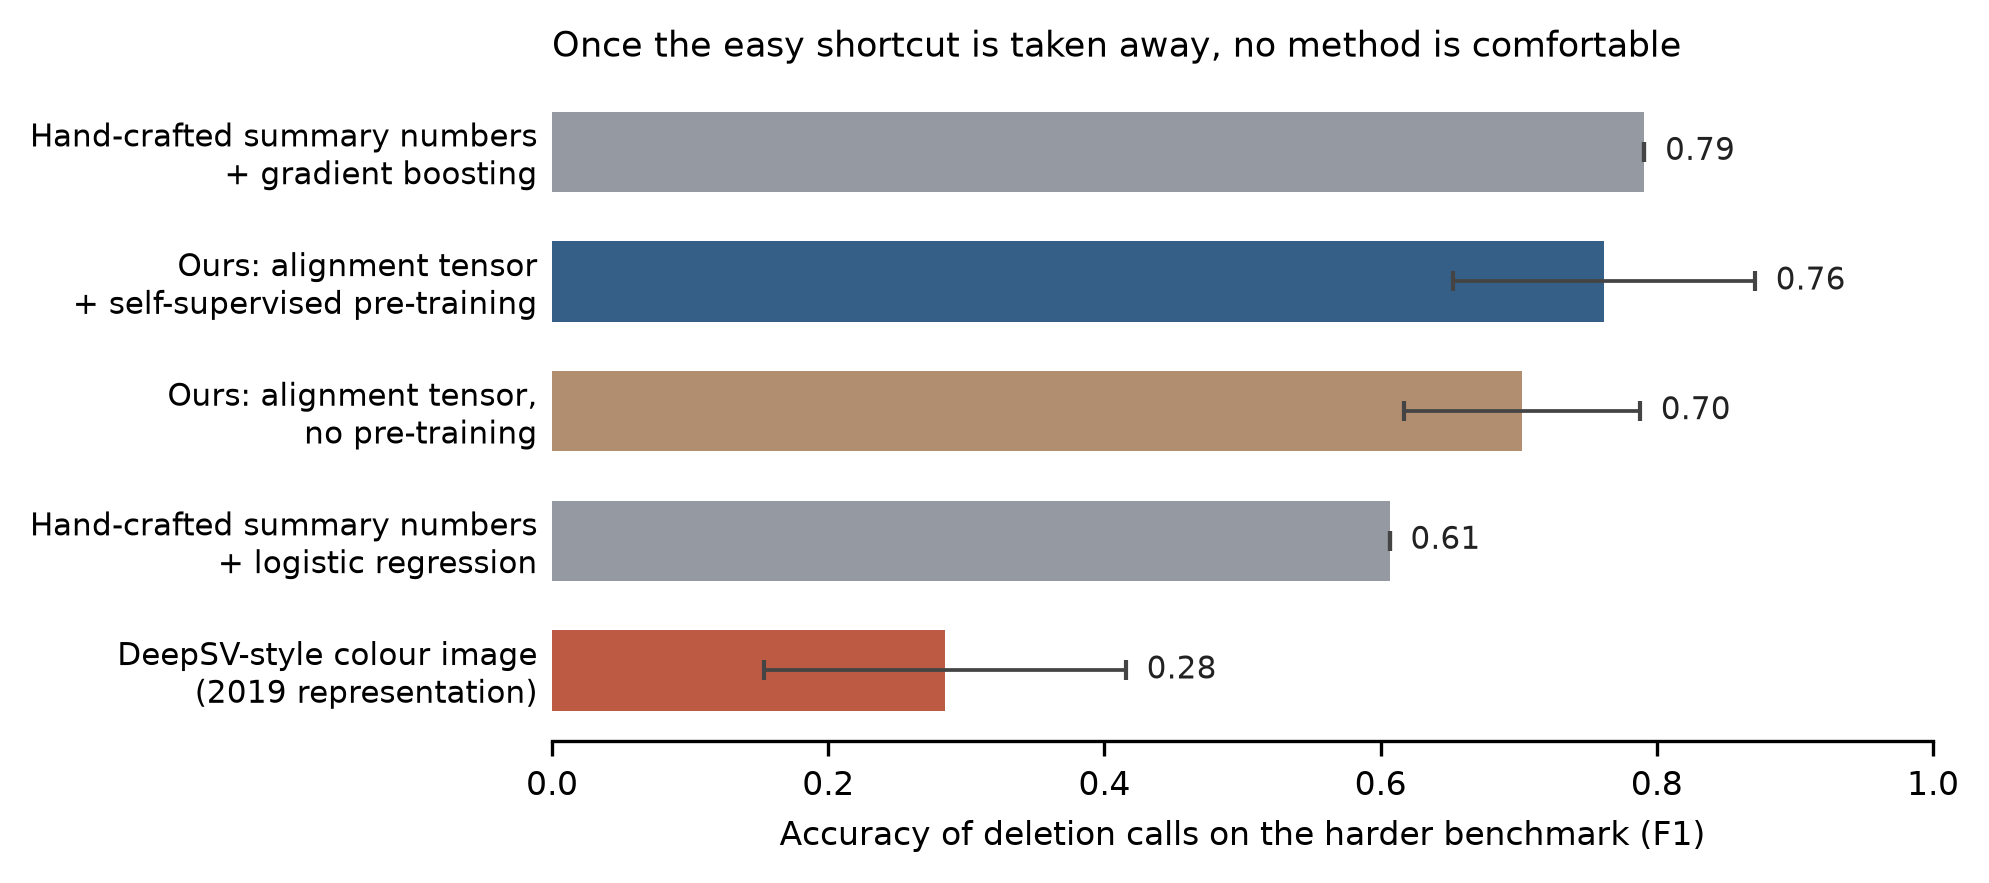 Once the easy shortcut is taken away, no method is comfortable
Hand-crafted summary numbers
+ gradient boosting
0.79
Ours: alignment tensor
+ self-supervised pre-training
0.76
Ours: alignment tensor,
no pre-training
0.70
Hand-crafted summary numbers
+ logistic regression
0.61
DeepSV-style colour image
(2019 representation)
0.28
0.0 0.2 0.4 0.6 0.8 1.0
Accuracy of deletion calls on the harder benchmark (F1)